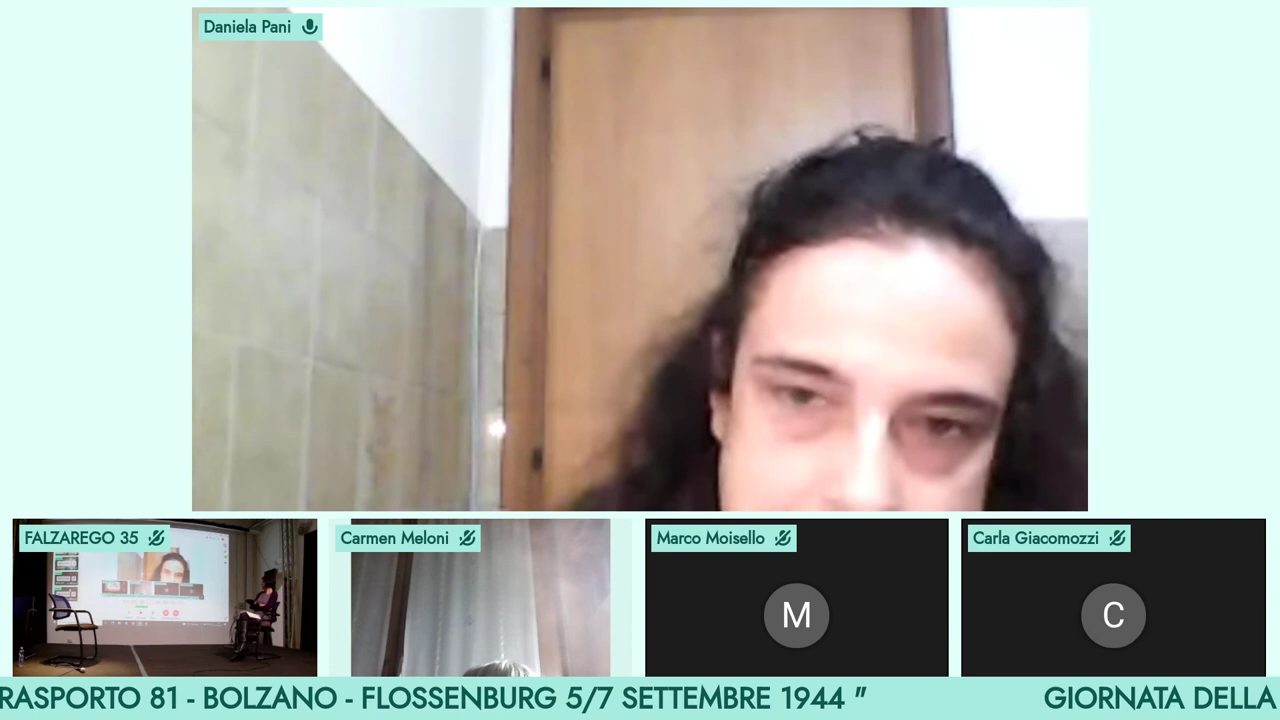 Daniela Pani
FALZAREGO 35
Carmen Meloni
Marco Moisello
Carla Giacomozzi
M
C
RASPORTO 81 - BOLZANO - FLOSSENBURG 5/7 SETTEMBRE 1944 " GIORNATA DELLA